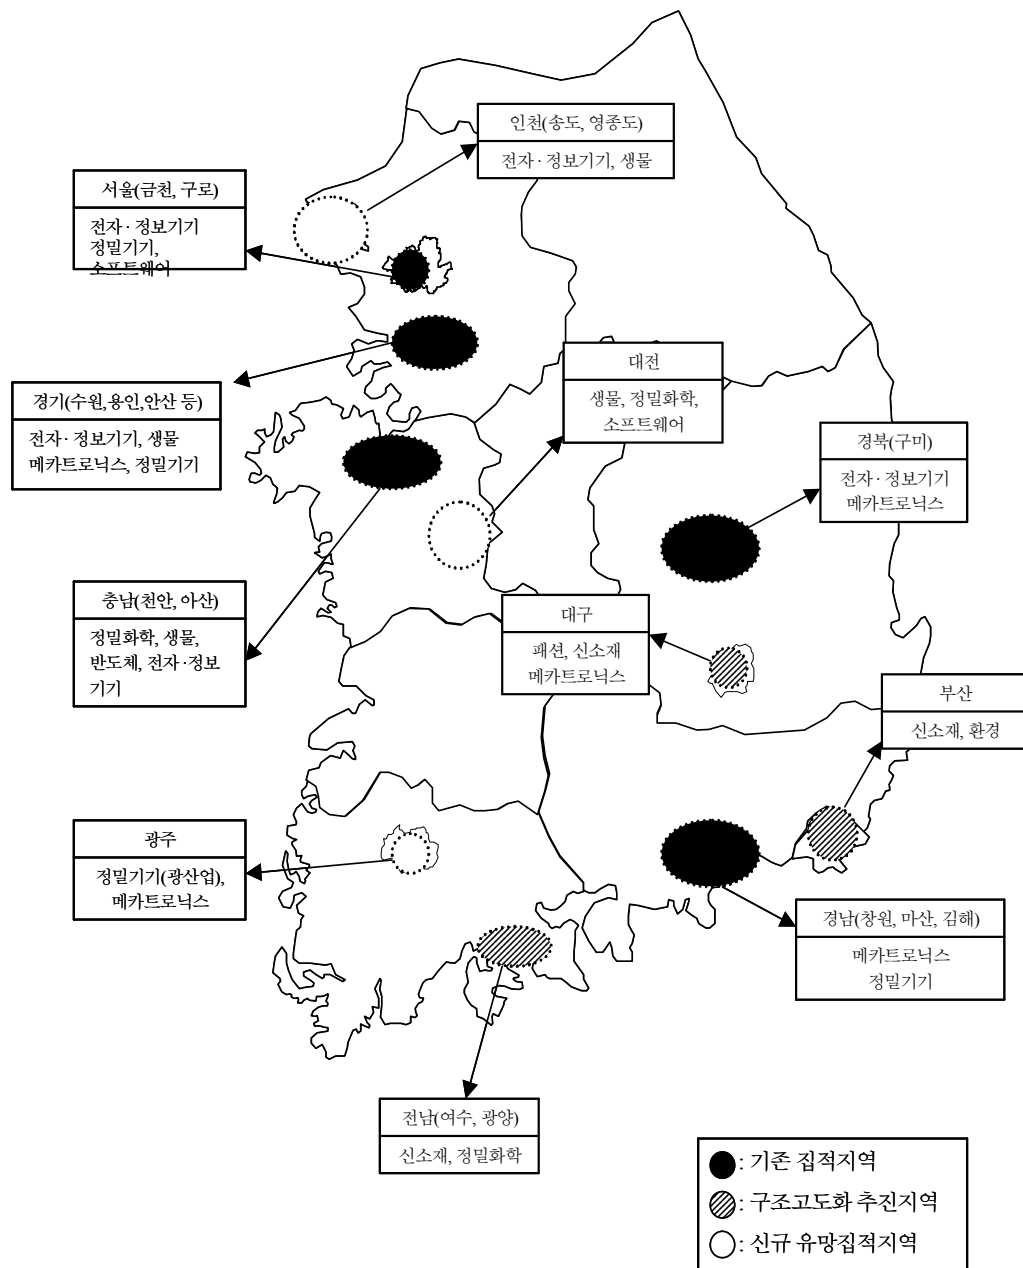 인천(송도, 영종도)
전자·정보기기, 생물
서울(금천, 구로)
전자·정보기기
정밀기기,
소프트웨어
대전
생물, 정밀화학,
소프트웨어
경기(수원,용인,안산 등)
전자·정보기기, 생물
메카트로닉스, 정밀기기
경북(구미)
전자·정보기기
메카트로닉스
충남(천안, 아산)
정밀화학, 생물,
반도체, 전자·정보
기기
대구
패션, 신소재
메카트로닉스
부산
신소재, 환경
광주
정밀기기(광산업),
메카트로닉스
경남(창원, 마산, 김해)
메카트로닉스
정밀기기
전남(여수, 광양)
신소재, 정밀화학
: 기존 집적지역
: 구조고도화 추진지역
: 신규 유망집적지역